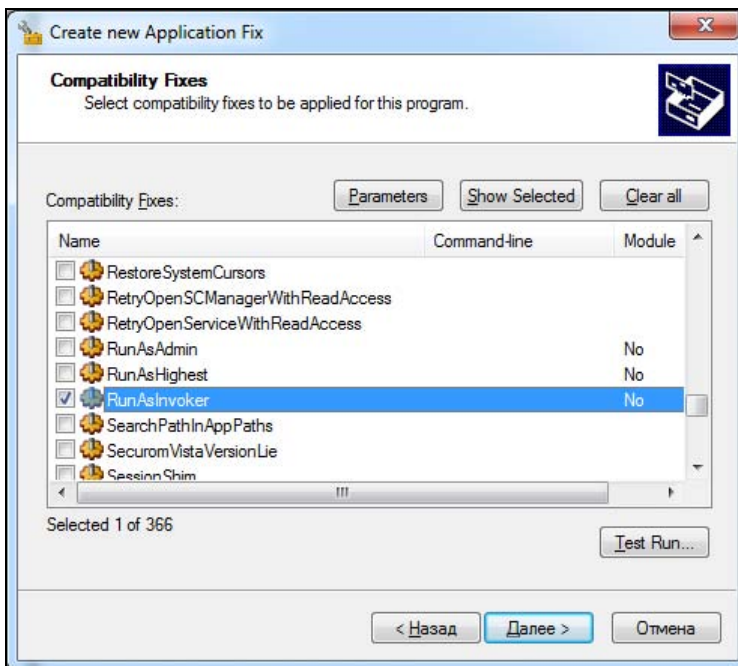 Create new Application Fix
Compatibility Fixes
Select compatibility fixes to be applied for this program.
Compatibility Fixes: Parameters Show Selected Clear all
Name Command-line Module
RestoreSystemCursors
RetryOpenSCManagerWithReadAccess
RetryOpenServiceWithReadAccess
RunAsAdmin No
RunAsHighest No
RunAsInvoker No
SearchPathInAppPaths
SecuromVistaVersionLie
SessionShim
Selected 1 of 366
Test Run...
< Назад Далее > Отмена